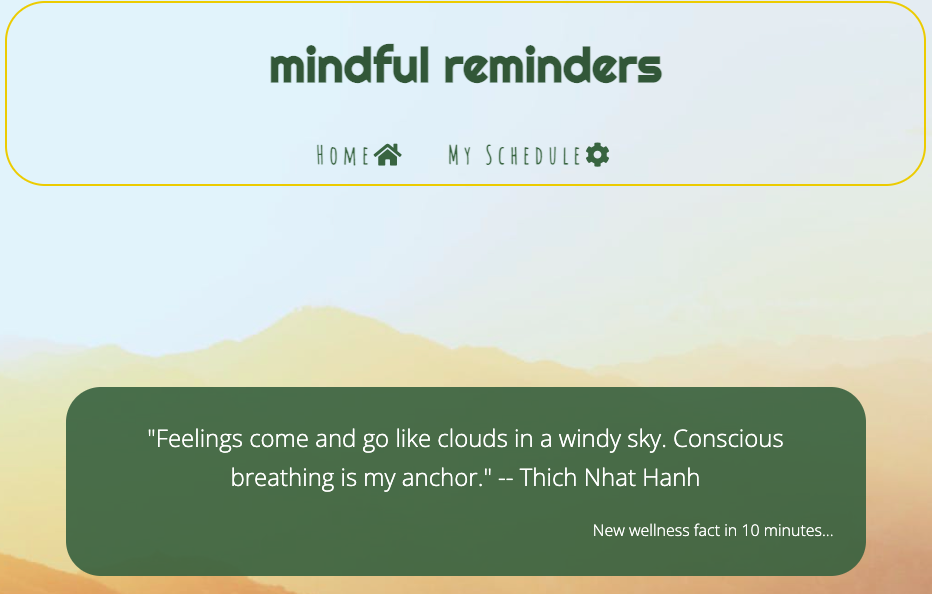 mindful reminders
Home My Schedule
"Feelings come and go like clouds in a windy sky. Conscious
breathing is my anchor." -- Thich Nhat Hanh
New wellness fact in 10 minutes...